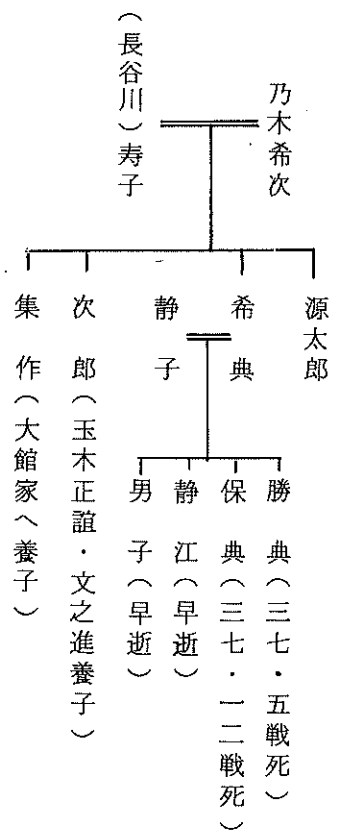 乃木希次
（長谷川）寿子
源太郎
希典
静子
次郎（玉木正誼・文之進養子）
集作（大館家へ養子）
勝典（三七・五戦死）
保典（三七・一二戦死）
静江（早逝）
男子（早逝）